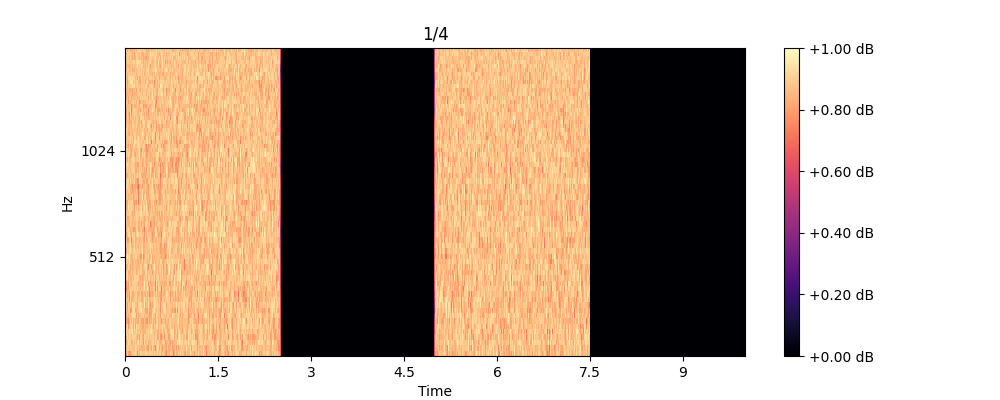 1/4
+1.00 dB
+0.80 dB
+0.60 dB
+0.40 dB
+0.20 dB
+0.00 dB
1024
512
Hz
0 1.5 3 4.5 6 7.5 9
Time